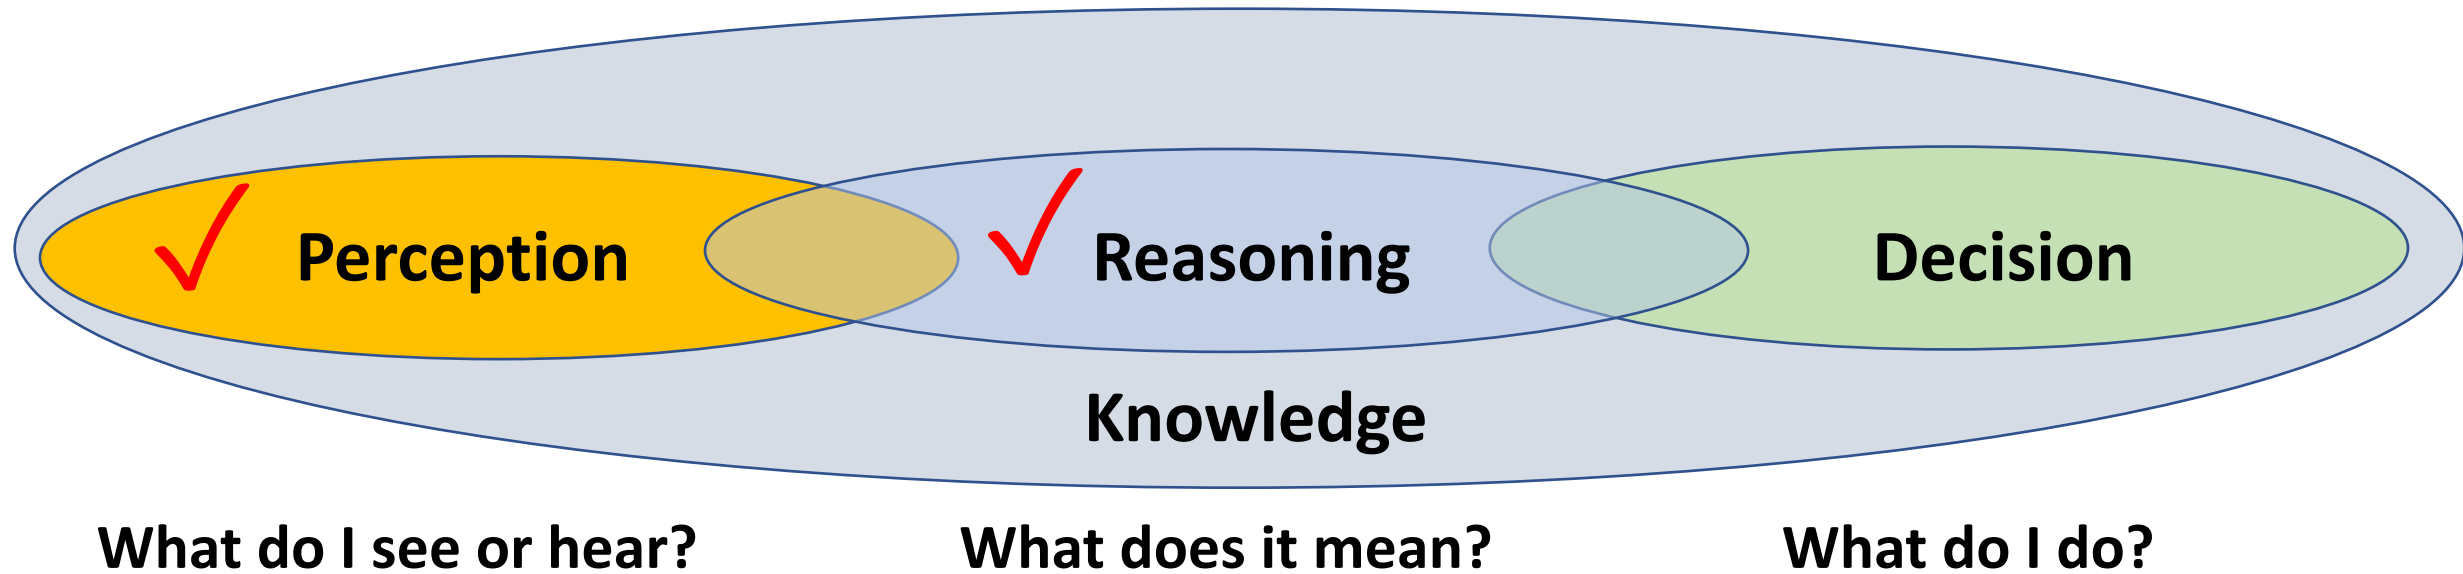 Perception
Reasoning
Decision
Knowledge
What do I see or hear?
What does it mean?
What do I do?